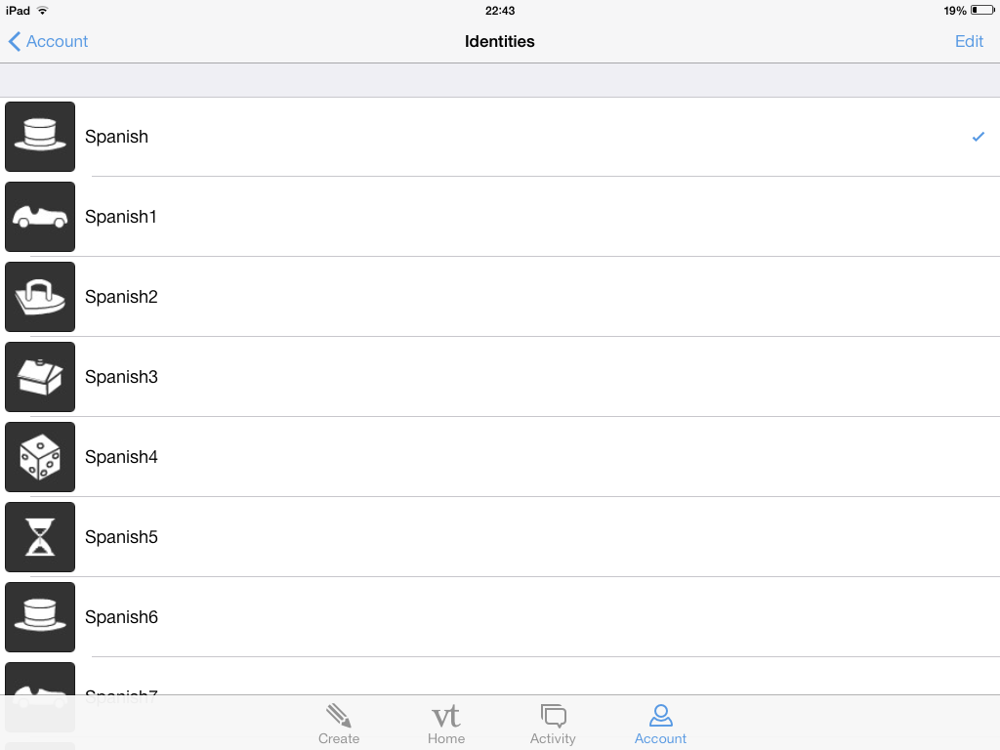 iPad 22:43 19%
Account Identities Edit
Spanish
Spanish1
Spanish2
Spanish3
Spanish4
Spanish5
Spanish6
Spanish7
vt
Create Home Activity Account